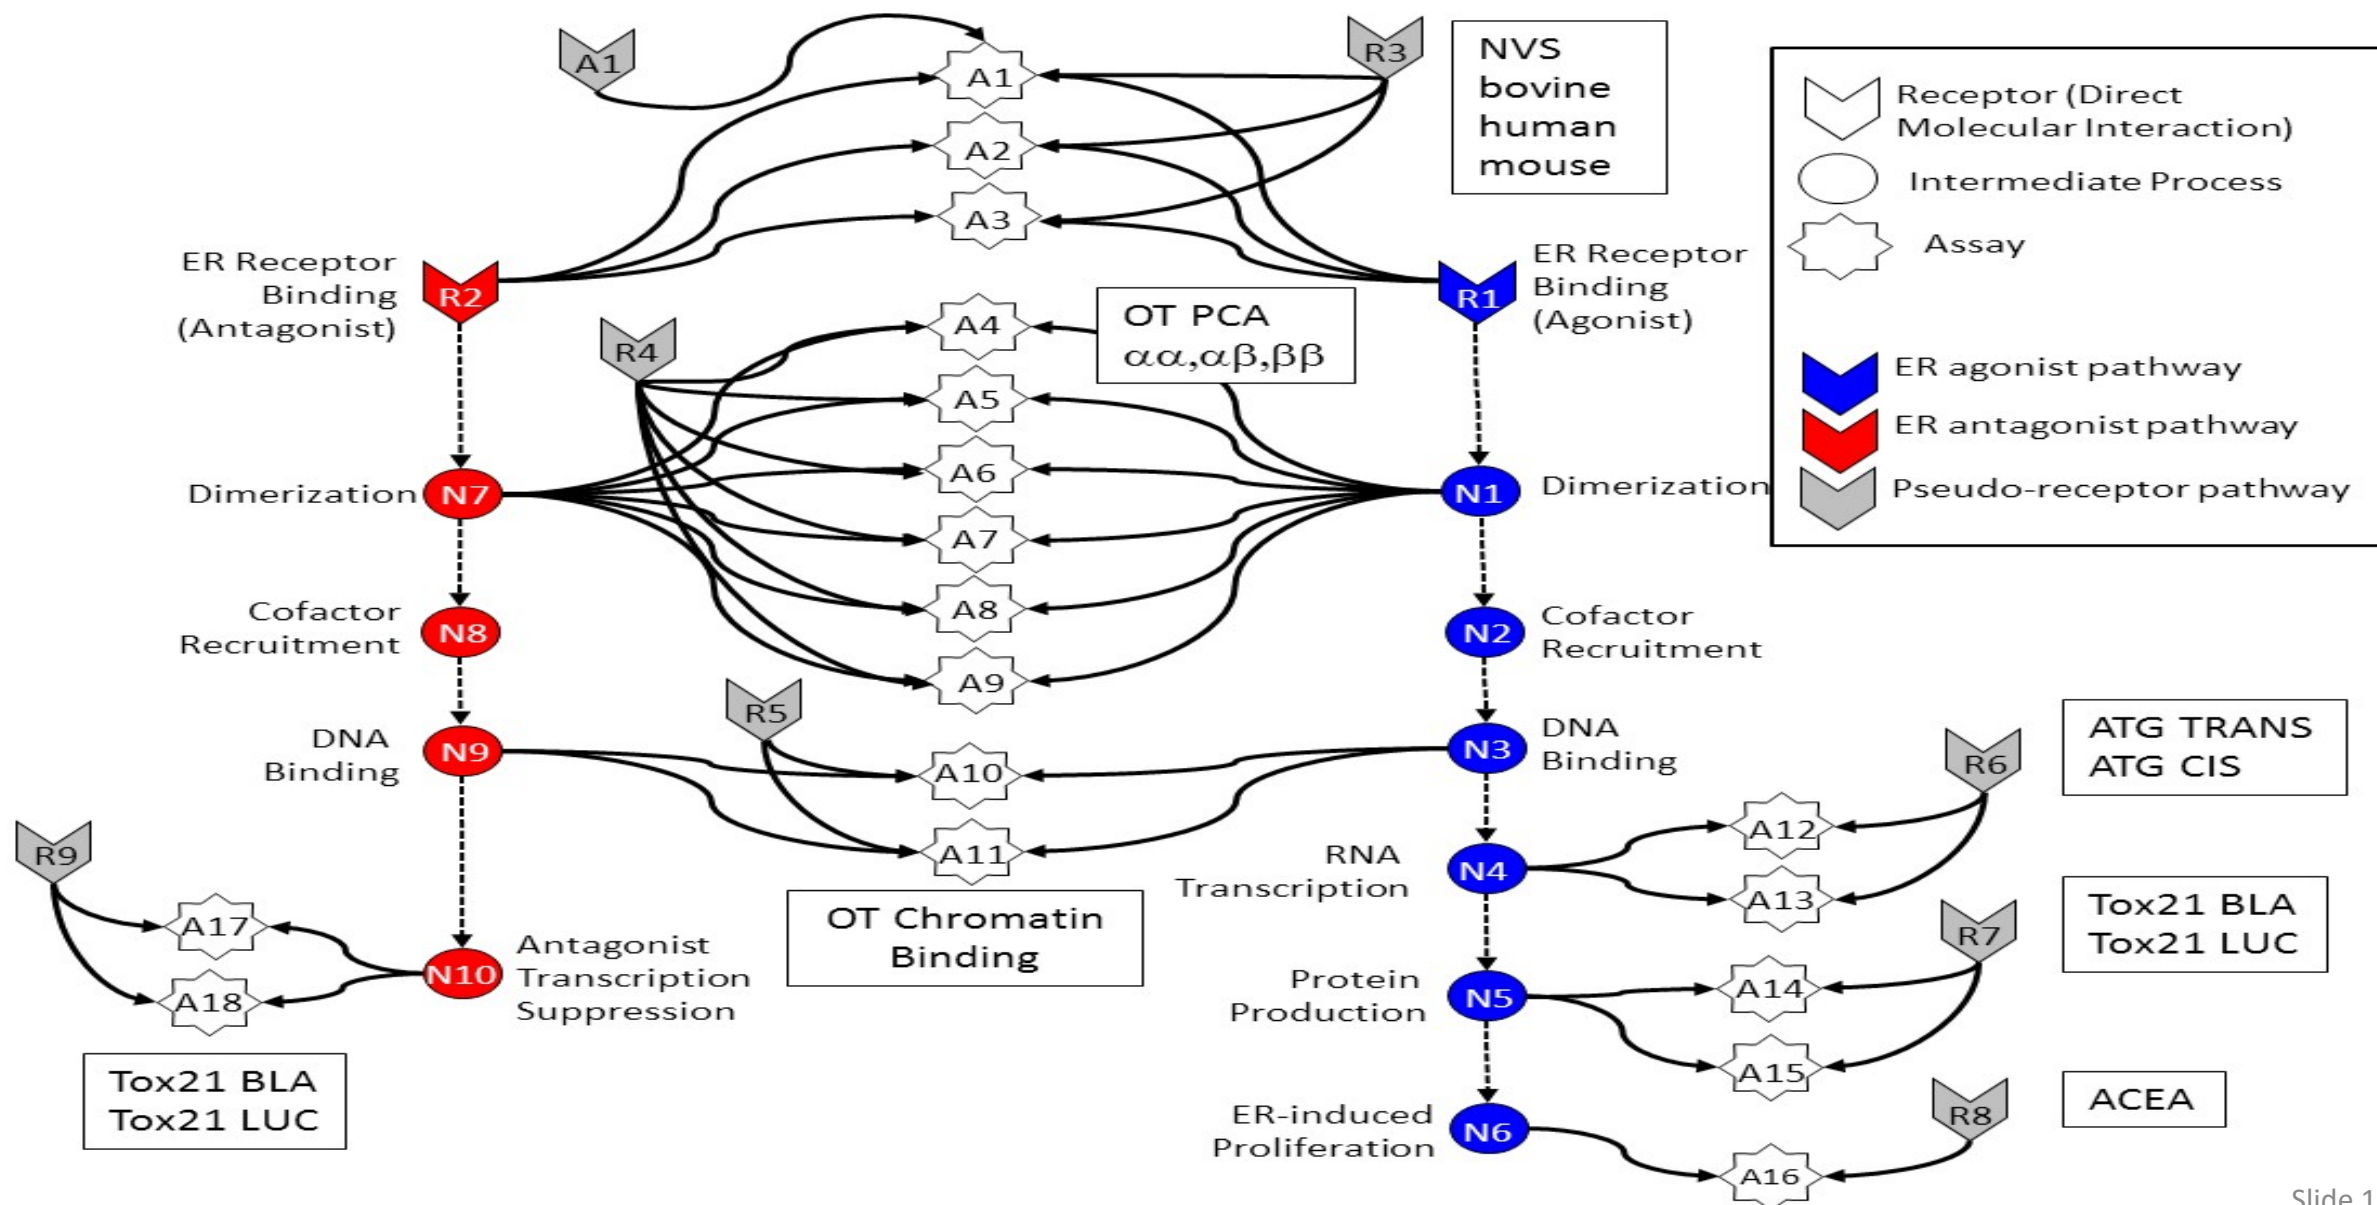 A1
R3
NVS
bovine
human
mouse
A1
A2
A3
Receptor (Direct
Molecular Interaction)
Intermediate Process
Assay
ER agonist pathway
ER antagonist pathway
Pseudo-receptor pathway
ER Receptor
Binding
(Antagonist)
R2
R1
ER Receptor
Binding
(Agonist)
OT PCA
αα,αβ,ββ
R4
A4
A5
A6
A7
A8
A9
Dimerization
N7
N1
Dimerization
Cofactor
Recruitment
N8
N2
Cofactor
Recruitment
DNA
Binding
N9
R5
A10
A11
N3
DNA
Binding
R6
ATG TRANS
ATG CIS
A12
A13
RNA
Transcription
N4
OT Chromatin
Binding
R9
A17
A18
N10
Antagonist
Transcription
Suppression
Tox21 BLA
Tox21 LUC
R7
Tox21 BLA
Tox21 LUC
A14
A15
Protein
Production
N5
ER-induced
Proliferation
N6
R8
ACEA
A16
Slide 1